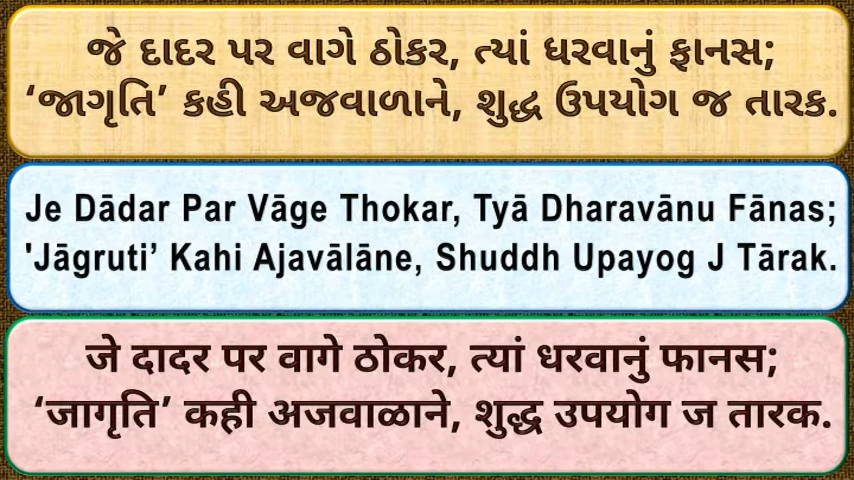 જે દાદર પર વાગે ઠોકર, ત્યાં ધરવાનું ફાનસ;
‘જાગૃતિ’ કહી અજવાળાને, શુદ્ધ ઉપયોગ જ તારક.
Je Dādar Par Vāge Thokar, Tyā Dharavānu Fānas;
'Jāgruti’ Kahi Ajavālāne, Shuddh Upayog J Tārak.
जे दादर पर वागे ठोकर, त्यां धरवानुं फानस;
‘जागृति’ कही अजवाळाने, शुद्ध उपयोग ज तारक.